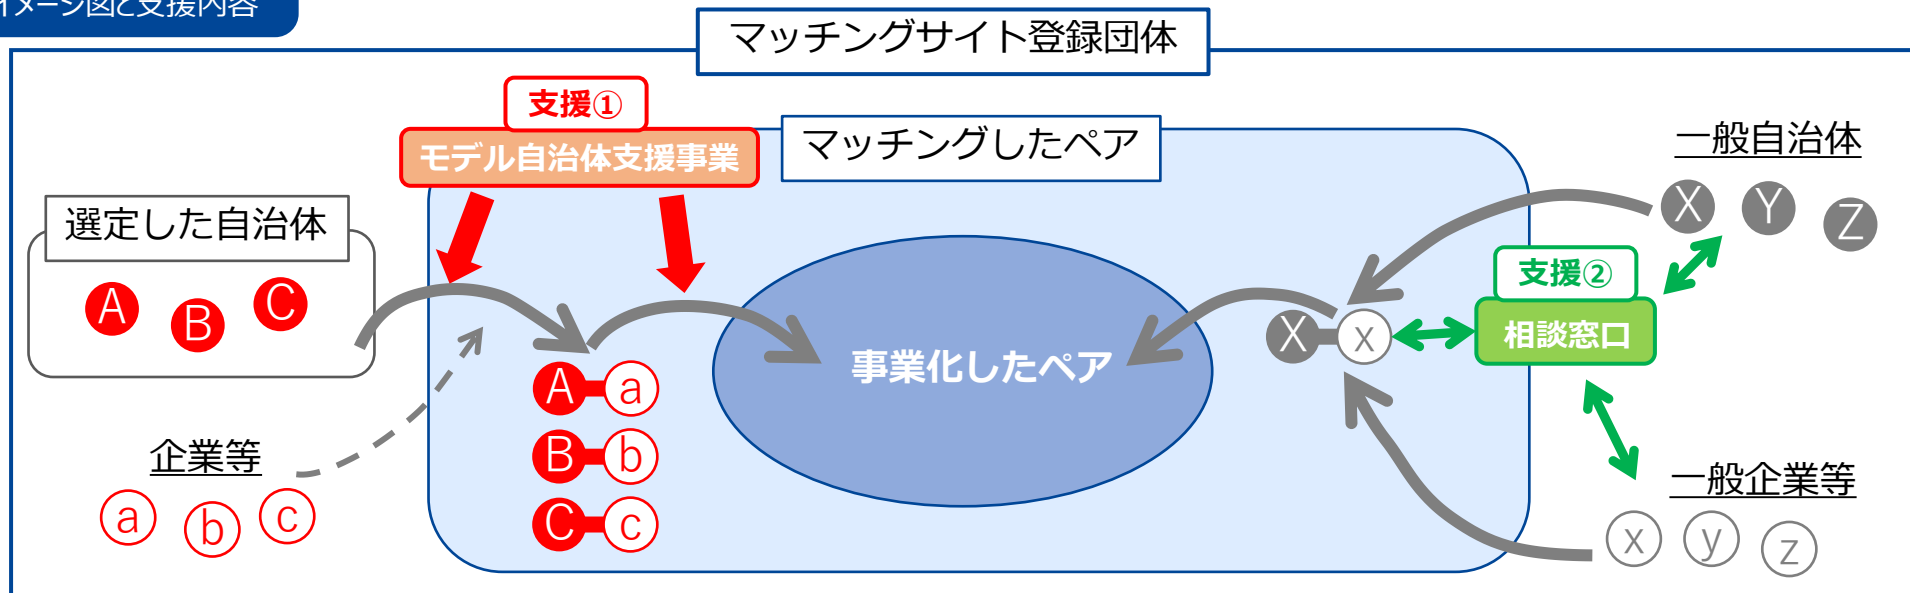 イメージ図と支援内容
マッチングサイト登録団体
支援①
モデル自治体支援事業
マッチングしたペア
一般自治体
X Y Z
選定した自治体
A B C
支援②
相談窓口
X x
事業化したペア
A a
B b
C c
企業等
a b c
一般企業等
x y z